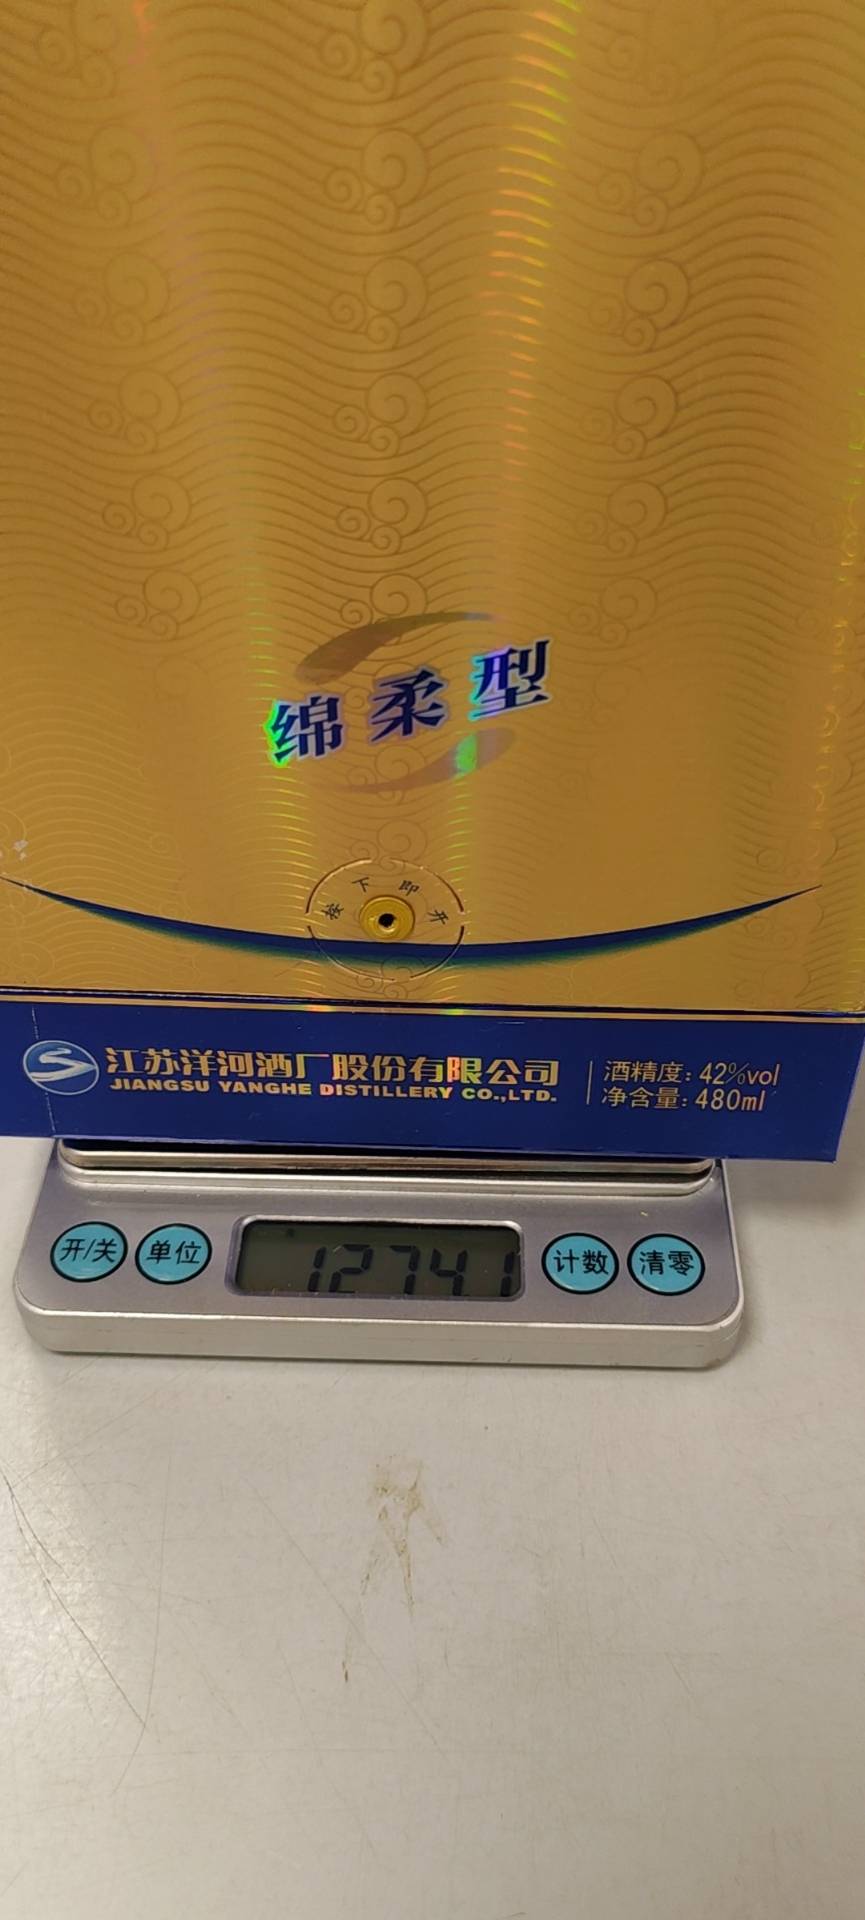 绵柔型
按下即开
江苏洋河酒厂股份有限公司
JIANGSU YANGHE DISTILLERY CO.,LTD.
酒精度：42%vol
净含量：480ml
开/关
单位
1274.1
计数
清零